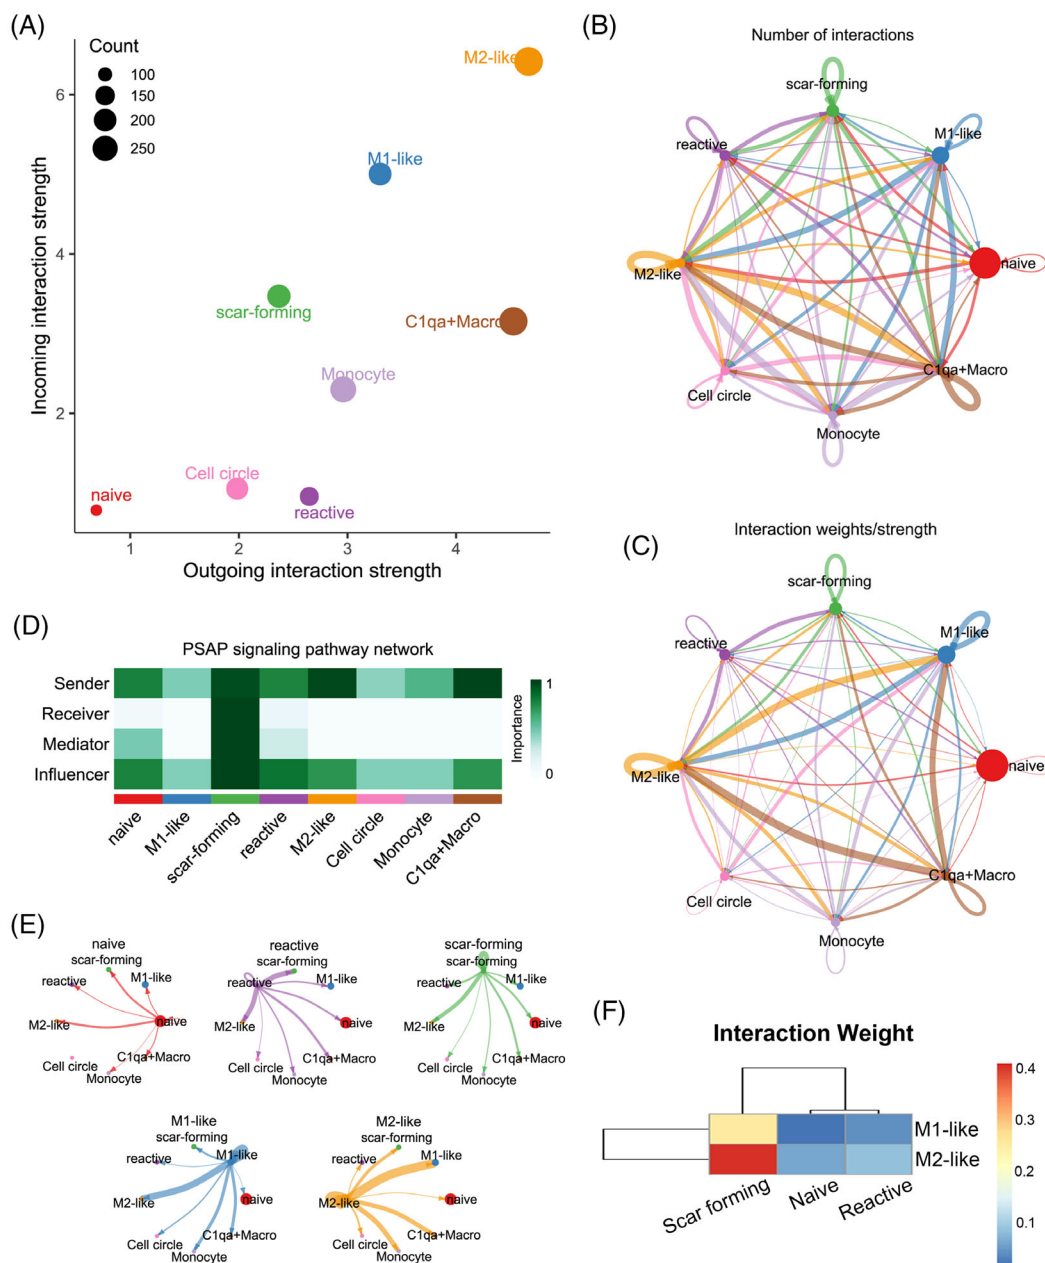 (A)
Count
100
150
200
250
M2-like
M1-like
scar-forming
C1qa+Macro
Monocyte
Cell circle
naive
reactive
6
4
2
1
2
3
4
Incoming interaction strength
Outgoing interaction strength
(B)
Number of interactions
scar-forming
reactive
M1-like
M2-like
naive
Cell circle
C1qa+Macro
Monocyte
(C)
Interaction weights/strength
scar-forming
reactive
M1-like
M2-like
naive
Cell circle
C1qa+Macro
Monocyte
(D)
PSAP signaling pathway network
Sender
Receiver
Mediator
Influencer
Importance
1
0
naive
M1-like
scar-forming
reactive
M2-like
Cell circle
Monocyte
C1qa+Macro
(E)
naive
scar-forming
reactive
M1-like
M2-like
naive
Cell circle
C1qa+Macro
Monocyte
reactive
scar-forming
reactive
M1-like
M2-like
naive
Cell circle
C1qa+Macro
Monocyte
scar-forming
scar-forming
reactive
M1-like
M2-like
naive
Cell circle
C1qa+Macro
Monocyte
M1-like
scar-forming
reactive
M1-like
M2-like
naive
Cell circle
C1qa+Macro
Monocyte
M2-like
scar-forming
reactive
M1-like
M2-like
naive
Cell circle
C1qa+Macro
Monocyte
(F)
Interaction Weight
M1-like
M2-like
Scar forming
Naive
Reactive
0.4
0.3
0.2
0.1